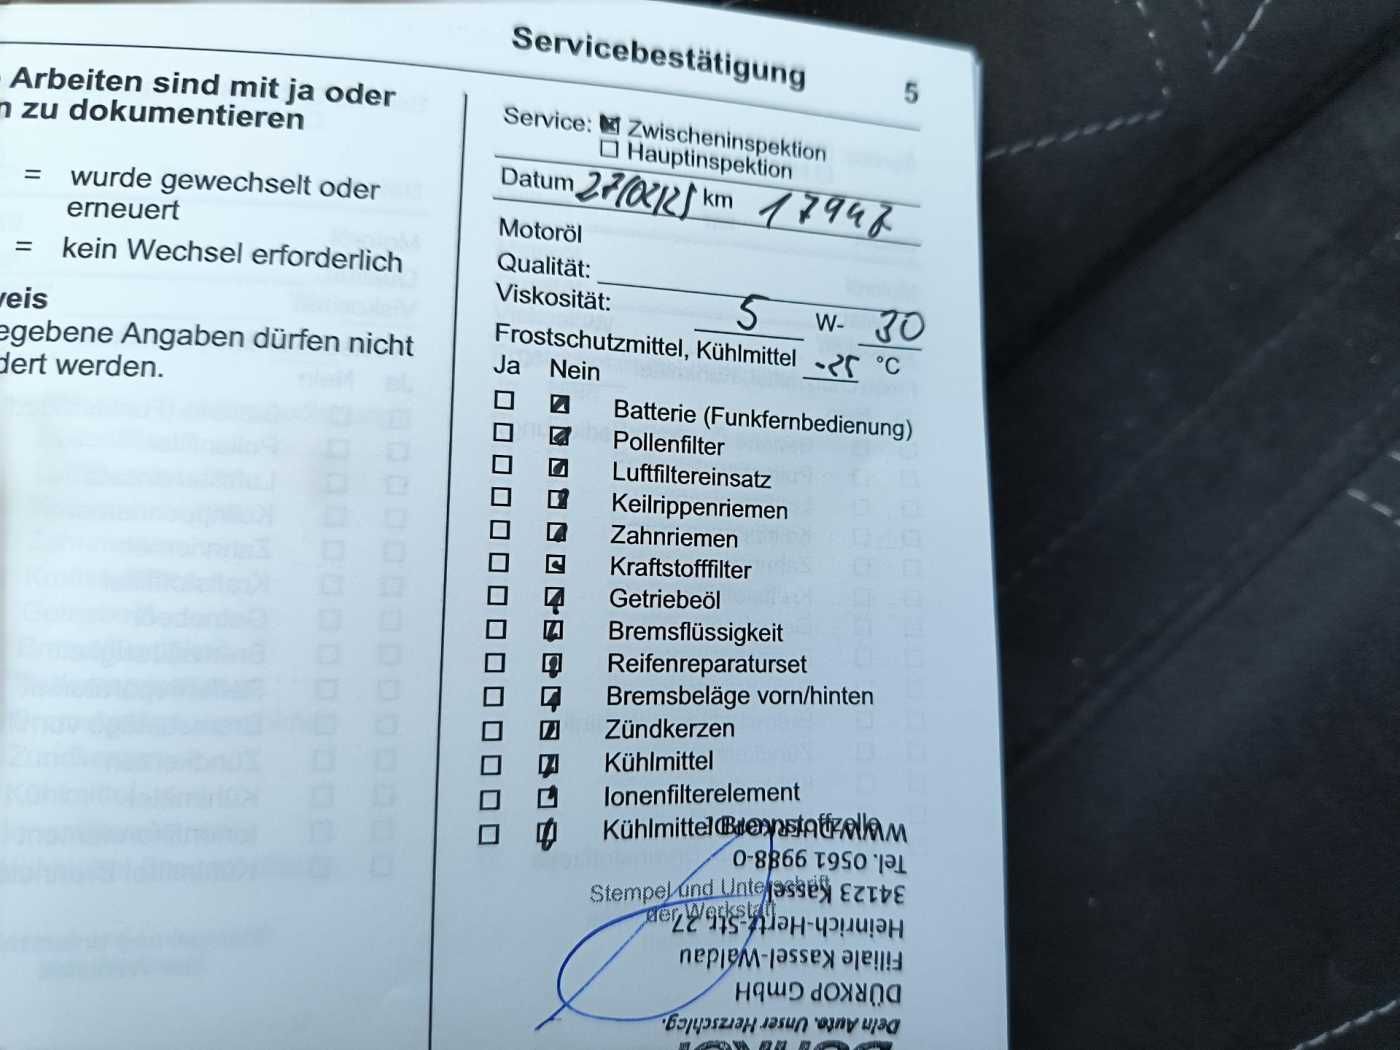 Servicebestätigung 5
Arbeiten sind mit ja oder
n zu dokumentieren
= wurde gewechselt oder
erneuert
= kein Wechsel erforderlich
weis
egebene Angaben dürfen nicht
dert werden.
Service: Zwischeninspektion
Hauptinspektion
Datum 27/02/25 km 17947
Motoröl
Qualität:
Viskosität: 5 W- 30
Frostschutzmittel, Kühlmittel -25 °C
Ja Nein
Batterie (Funkfernbedienung)
Pollenfilter
Luftfiltereinsatz
Keilrippenriemen
Zahnriemen
Kraftstofffilter
Getriebeöl
Bremsflüssigkeit
Reifenreparaturset
Bremsbeläge vorn/hinten
Zündkerzen
Kühlmittel
Ionenfilterelement
Kühlmittel Brennstoffzelle
Stempel und Unterschrift
der Werkstatt
Dein Auto. Unser Herzschlag.
DÜRKOP GmbH
Filiale Kassel-Waldau
Heinrich-Hertz-Str. 27
34123 Kassel
Tel. 0561 9988-0